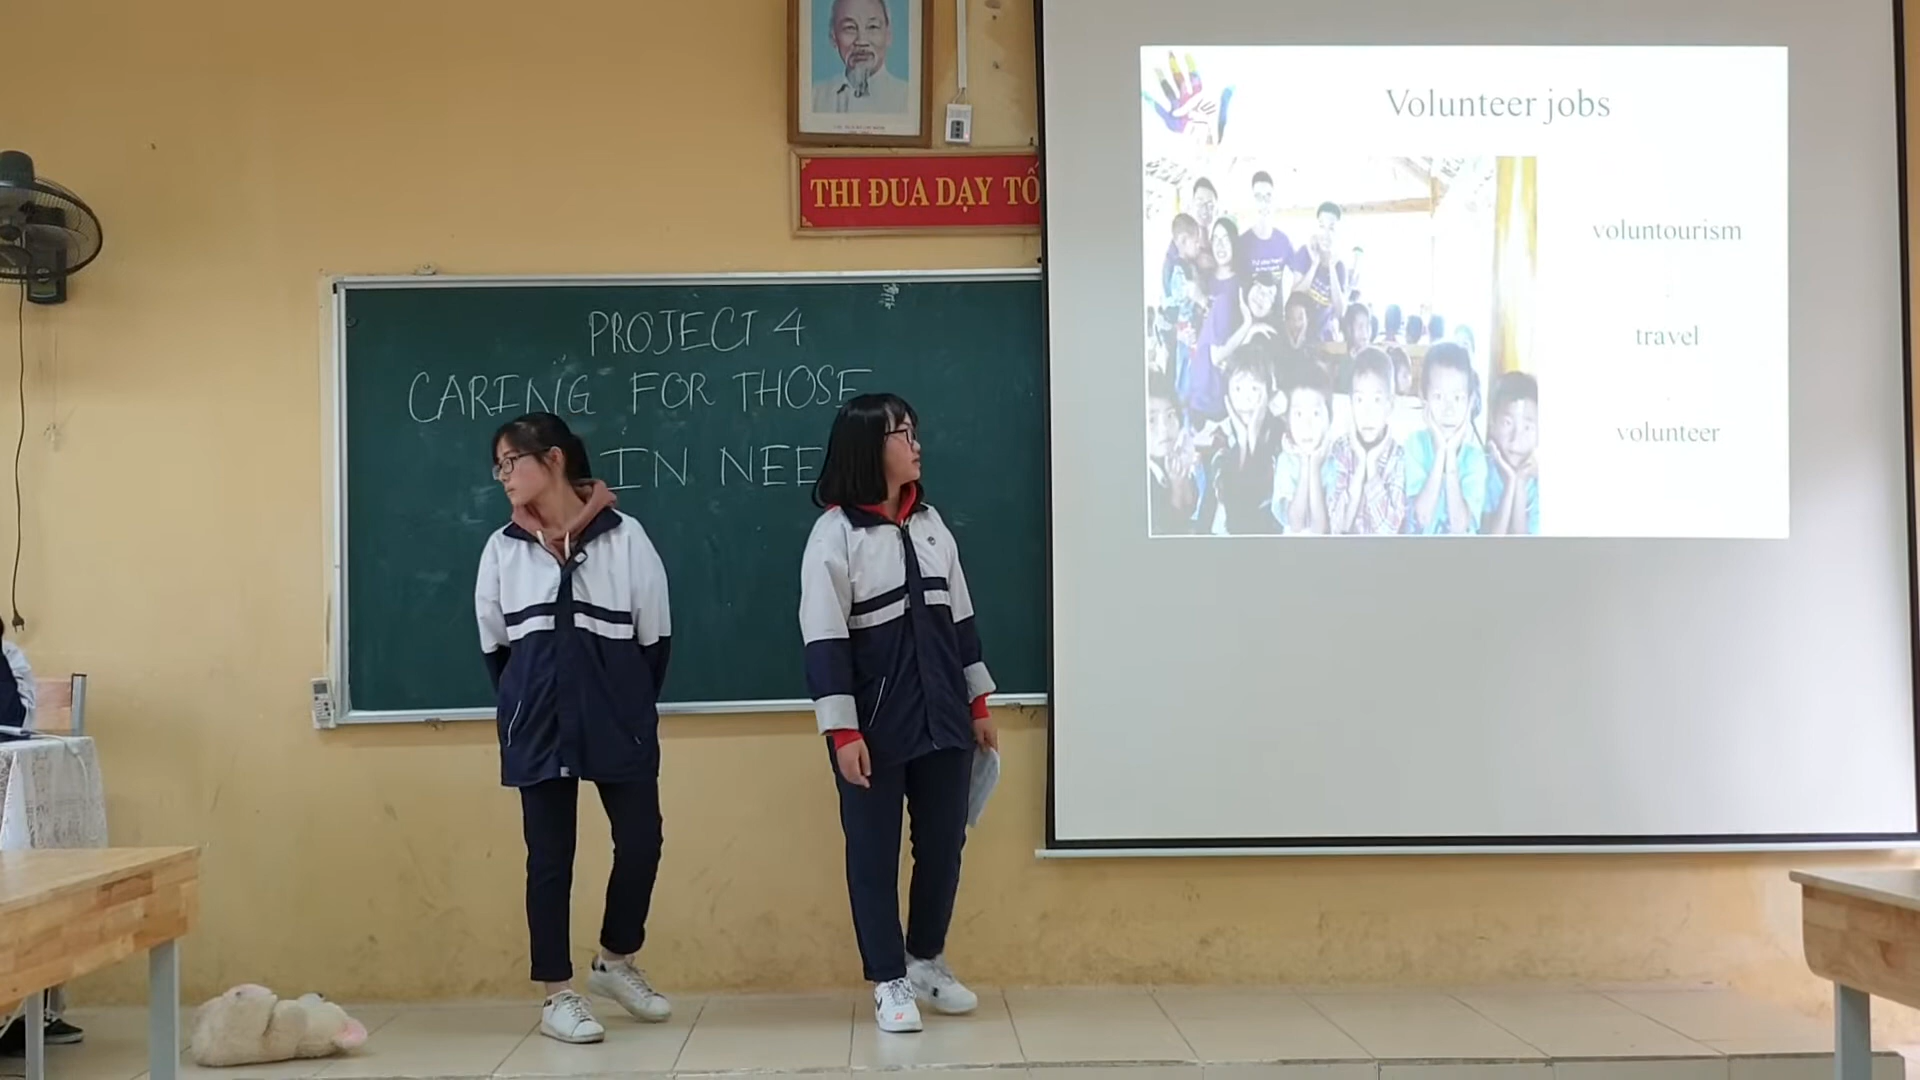 THI ĐUA DẠY TỐ
PROJECT 4
CARING FOR THOSE
IN NEE
Volunteer jobs
voluntourism
travel
volunteer